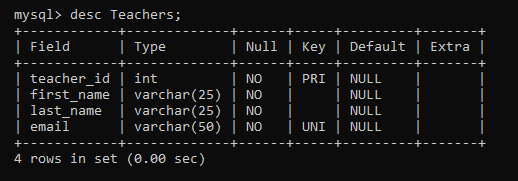 mysql> desc Teachers;
+------------+-------------+------+-----+---------+-------+
| Field      | Type        | Null | Key | Default | Extra |
+------------+-------------+------+-----+---------+-------+
| teacher_id | int         | NO   | PRI | NULL    |       |
| first_name | varchar(25) | NO   |     | NULL    |       |
| last_name  | varchar(25) | NO   |     | NULL    |       |
| email      | varchar(50) | NO   | UNI | NULL    |       |
+------------+-------------+------+-----+---------+-------+
4 rows in set (0.00 sec)